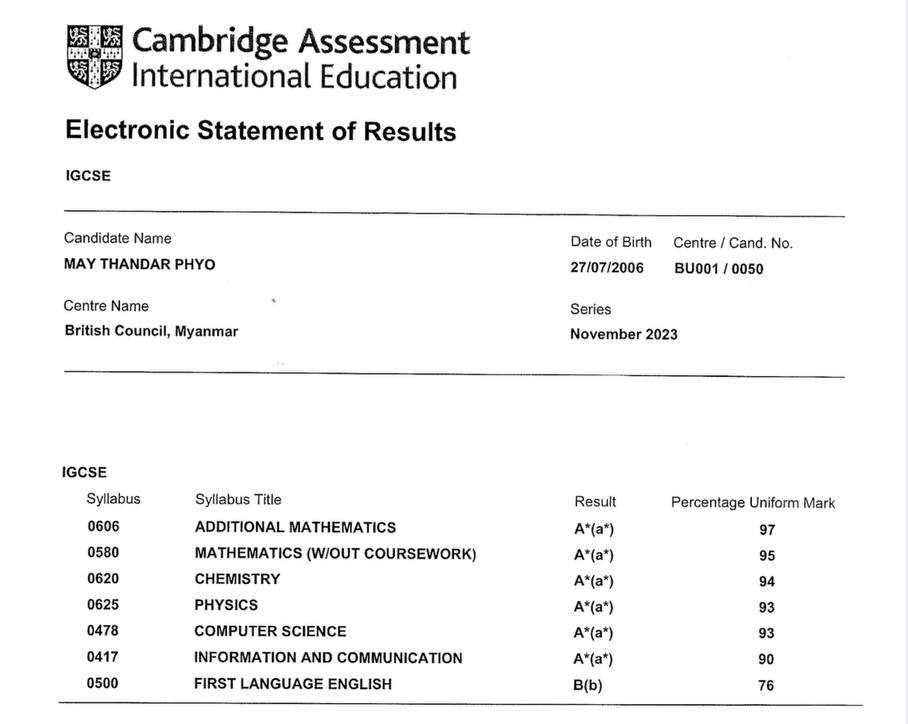 Cambridge Assessment
International Education
Electronic Statement of Results
IGCSE
Candidate Name Date of Birth Centre / Cand. No.
MAY THANDAR PHYO 27/07/2006 BU001 / 0050
Centre Name Series
British Council, Myanmar November 2023
IGCSE
Syllabus Syllabus Title Result Percentage Uniform Mark
0606 ADDITIONAL MATHEMATICS A*(a*) 97
0580 MATHEMATICS (W/OUT COURSEWORK) A*(a*) 95
0620 CHEMISTRY A*(a*) 94
0625 PHYSICS A*(a*) 93
0478 COMPUTER SCIENCE A*(a*) 93
0417 INFORMATION AND COMMUNICATION A*(a*) 90
0500 FIRST LANGUAGE ENGLISH B(b) 76